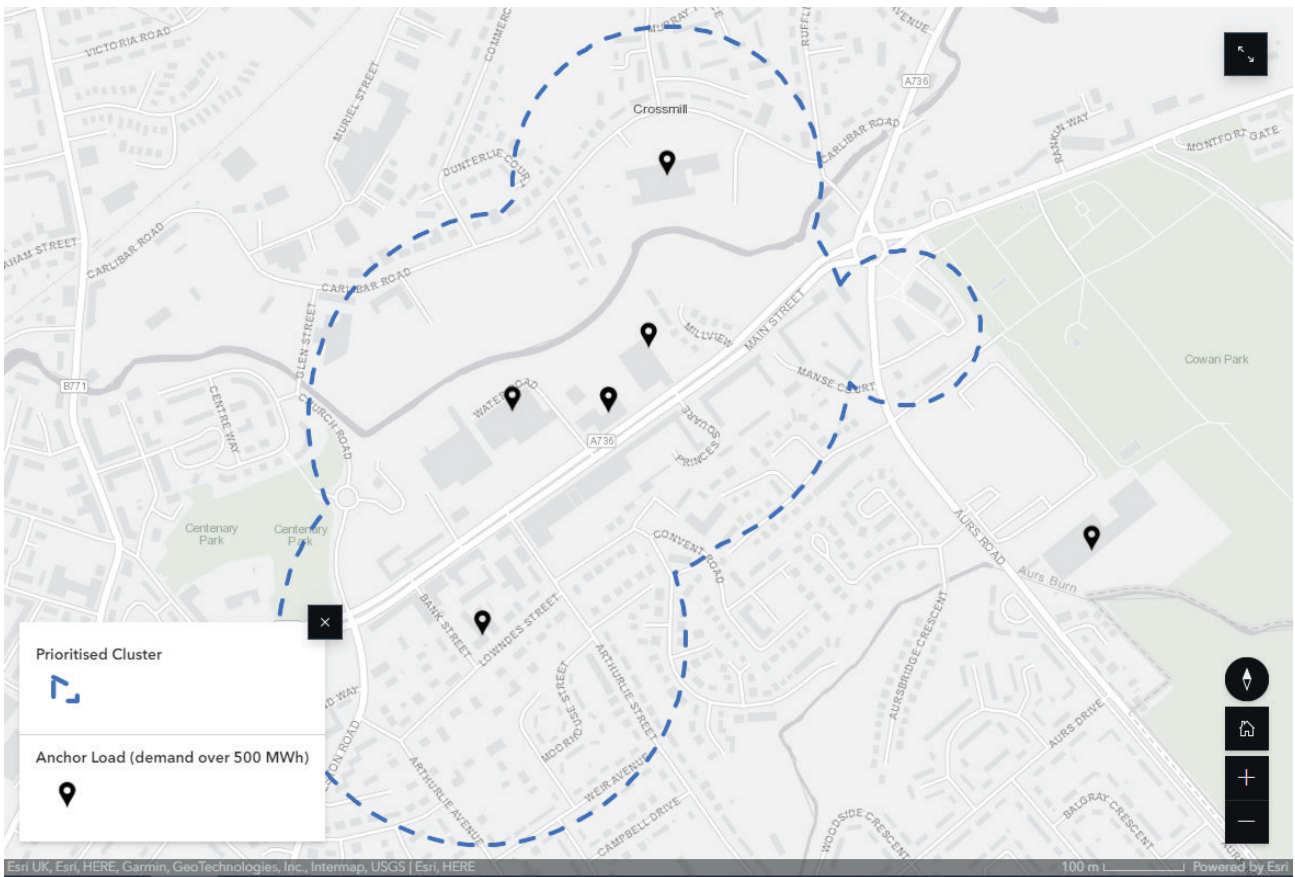 VICTORIA ROAD
MURIEL STREET
COMMERC
MURRAY
RUFFL
AVENUE
A736
Crossmill
CARLIBAR ROAD
RANKIN WAY
MONTFORT GATE
DUNTERLIE COURT
HAM STREET
CARLIBAR ROAD
CARLIBAR ROAD
GLEN STREET
MILLVIEW
MAIN STREET
Cowan Park
B771
CENTRE WAY
CHURCH ROAD
WATER ROAD
MANSE COURT
A736
PRINCES SQUARE
Centenary
Park
Centenary
Park
CONVENT ROAD
AURS ROAD
Aurs Burn
BANK STREET
LOWNDES STREET
ARTHURLIE STREET
AURSBRIDGE CRESCENT
MOORHOUSE STREET
AURS DRIVE
WEIR AVENUE
ARTHURLIE AVENUE
CAMPBELL DRIVE
WOODSIDE CRESCENT
BALGRAY CRESCENT
Prioritised Cluster
Anchor Load (demand over 500 MWh)
Esri UK, Esri, HERE, Garmin, GeoTechnologies, Inc., Intermap, USGS | Esri, HERE
100 m
Powered by Esri